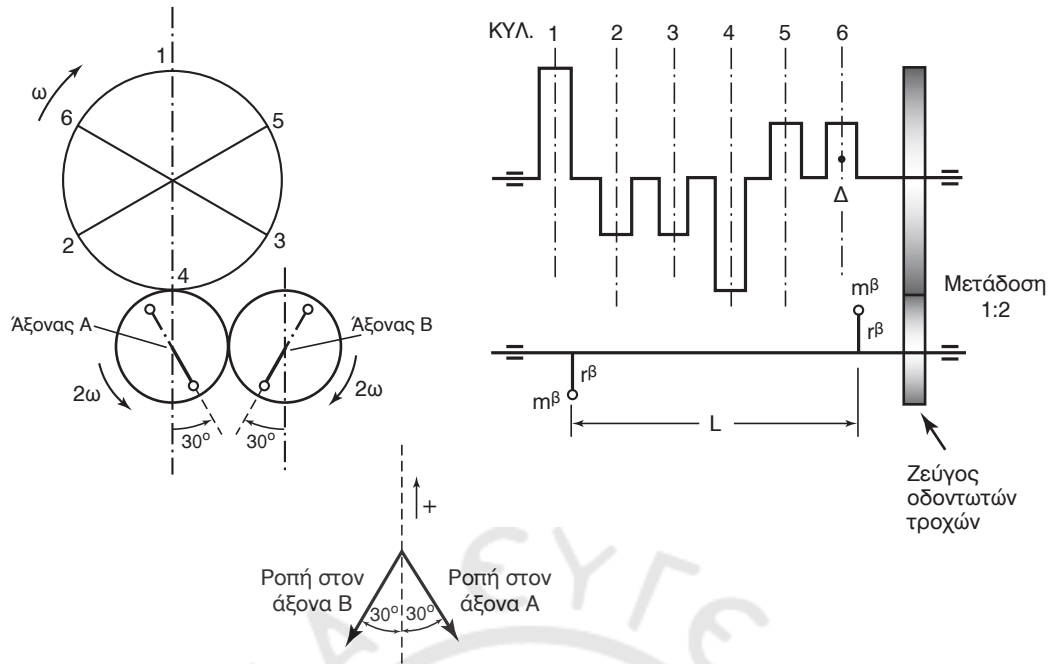 ΚΥΛ. 1 2 3 4 5 6
1
ω
6
5
2
3
4
Δ
Άξονας Α
Άξονας Β
2ω
2ω
30°
30°
mβ
rβ
rβ
mβ
L
Μετάδοση
1:2
Ζεύγος
οδοντωτών
τροχών
+
Ροπή στον
άξονα Β
Ροπή στον
άξονα Α
30° 30°
Α ΕΥΓΕ